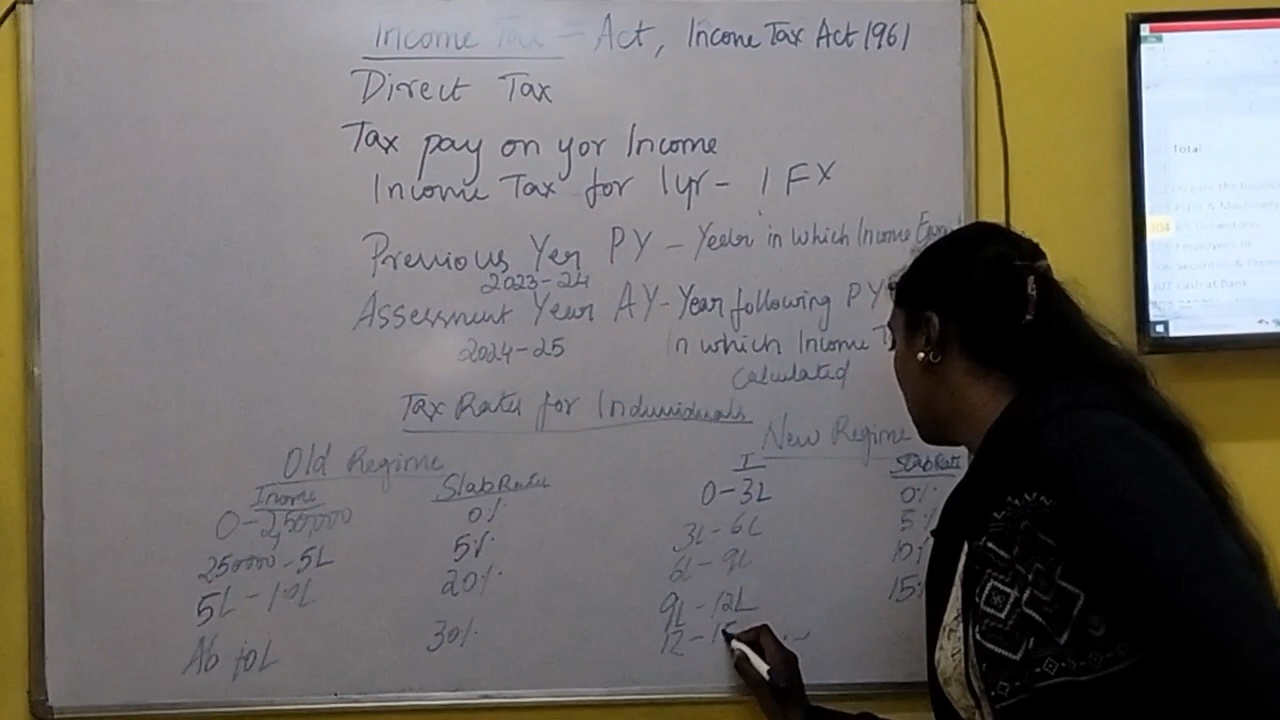 Income Tax - Act, Income Tax Act 1961
Direct Tax
Tax pay on yor Income
Income Tax for 1yr - 1 FX
Previous Yer PY - Year in which Income
2023-24
Assessment Year AY - Year following PY
2024-25
In which Income
Calculated
Tax Rate for Individuals
Old Regime
Income Slab Rate
0-2,50,000 0%
250000-5L 5%
5L-10L 20%
Ab 10L 30%
New Regime
I Slab Rate
0-3L 0%
3L-6L 5%
6L-9L 10%
9L-12L 15%
12-15
Total